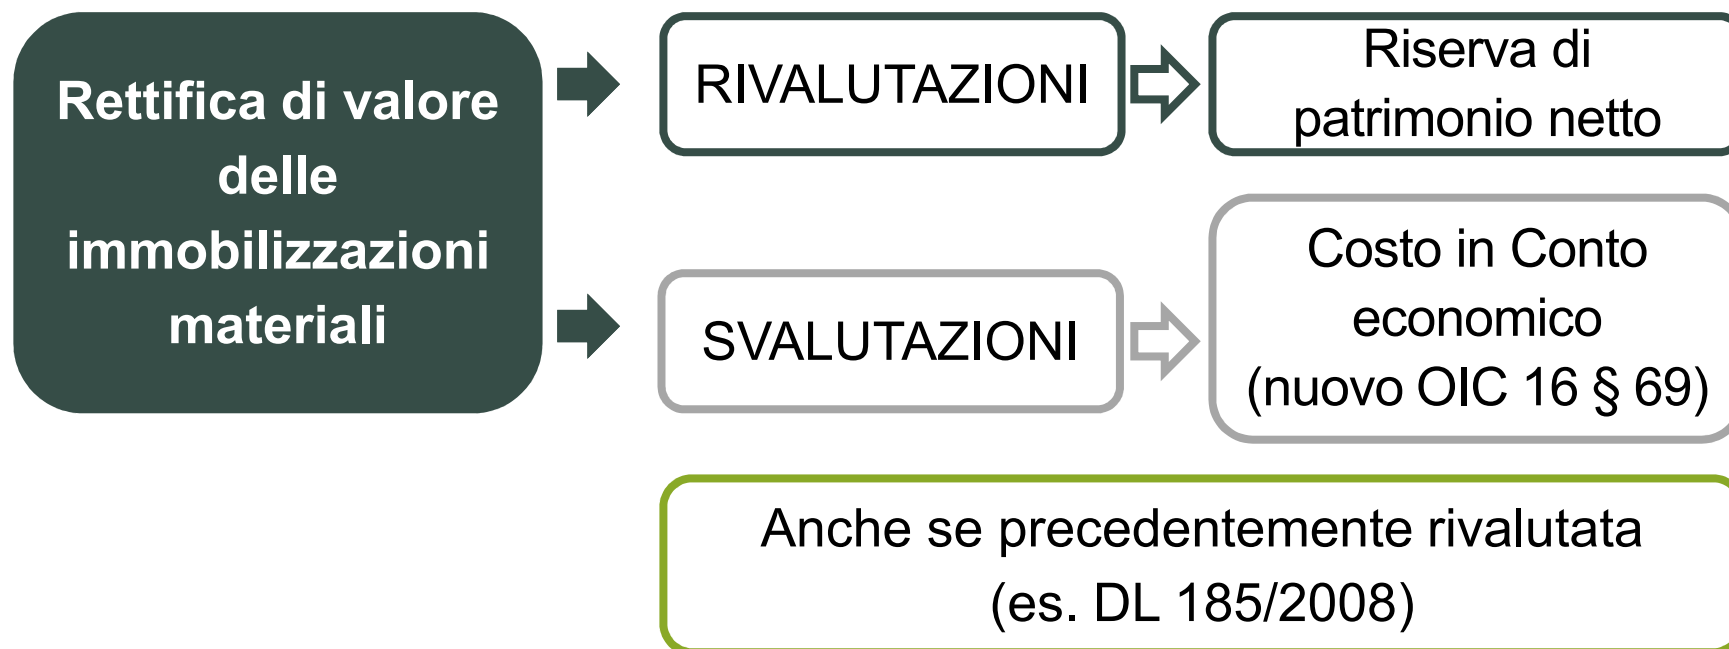 Rettifica di valore
delle
immobilizzazioni
materiali
RIVALUTAZIONI
Riserva di
patrimonio netto
SVALUTAZIONI
Costo in Conto
economico
(nuovo OIC 16 § 69)
Anche se precedentemente rivalutata
(es. DL 185/2008)